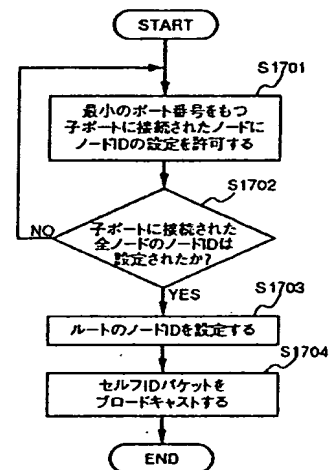 START
S1701
最小のポート番号をもつ
子ポートに接続されたノードに
ノードIDの設定を許可する
S1702
子ポートに接続された
全ノードのノードIDは
設定されたか?
NO
YES
S1703
ルートのノードIDを設定する
S1704
セルフIDパケットを
ブロードキャストする
END